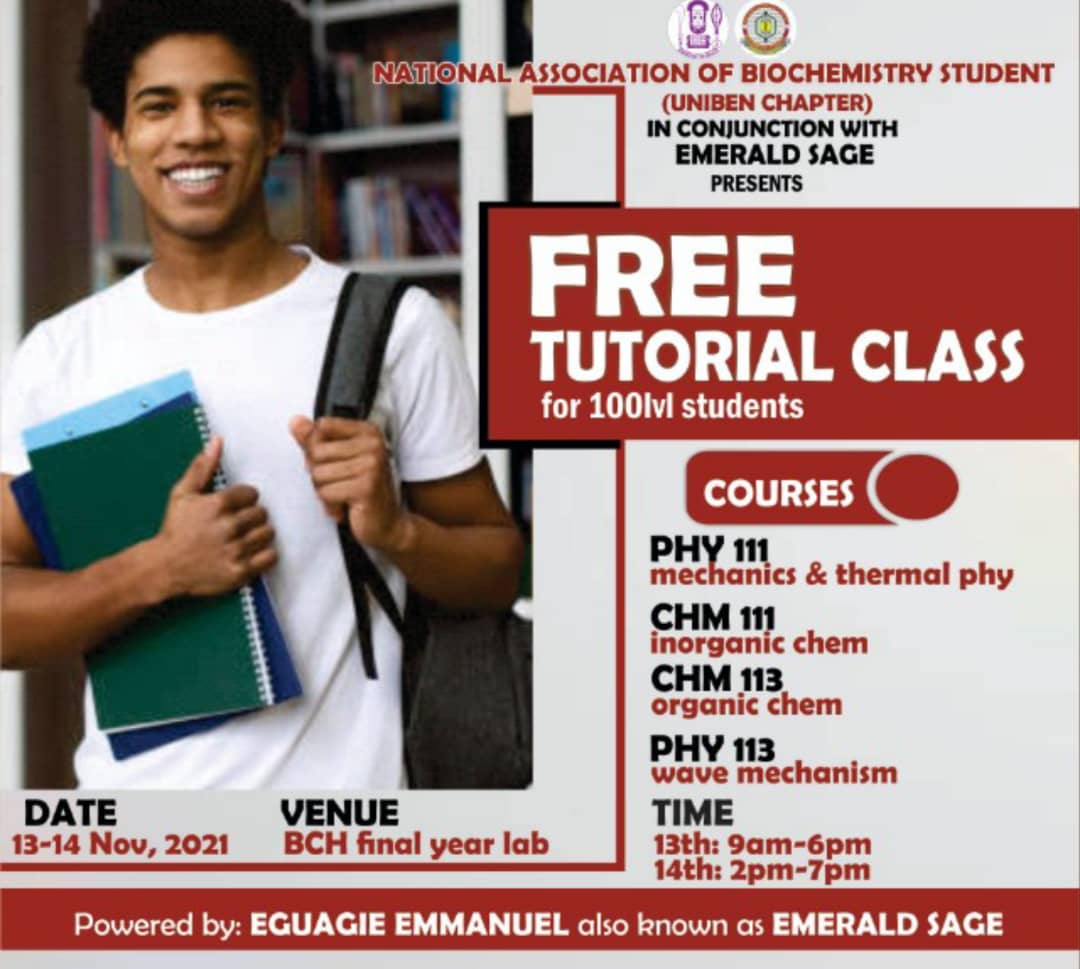 NATIONAL ASSOCIATION OF BIOCHEMISTRY STUDENT
(UNIBEN CHAPTER)
IN CONJUNCTION WITH
EMERALD SAGE
PRESENTS
FREE
TUTORIAL CLASS
for 100lvl students
COURSES
PHY 111
mechanics & thermal phy
CHM 111
inorganic chem
CHM 113
organic chem
PHY 113
wave mechanism
DATE
13-14 Nov, 2021
VENUE
BCH final year lab
TIME
13th: 9am-6pm
14th: 2pm-7pm
Powered by: EGUAGIE EMMANUEL also known as EMERALD SAGE